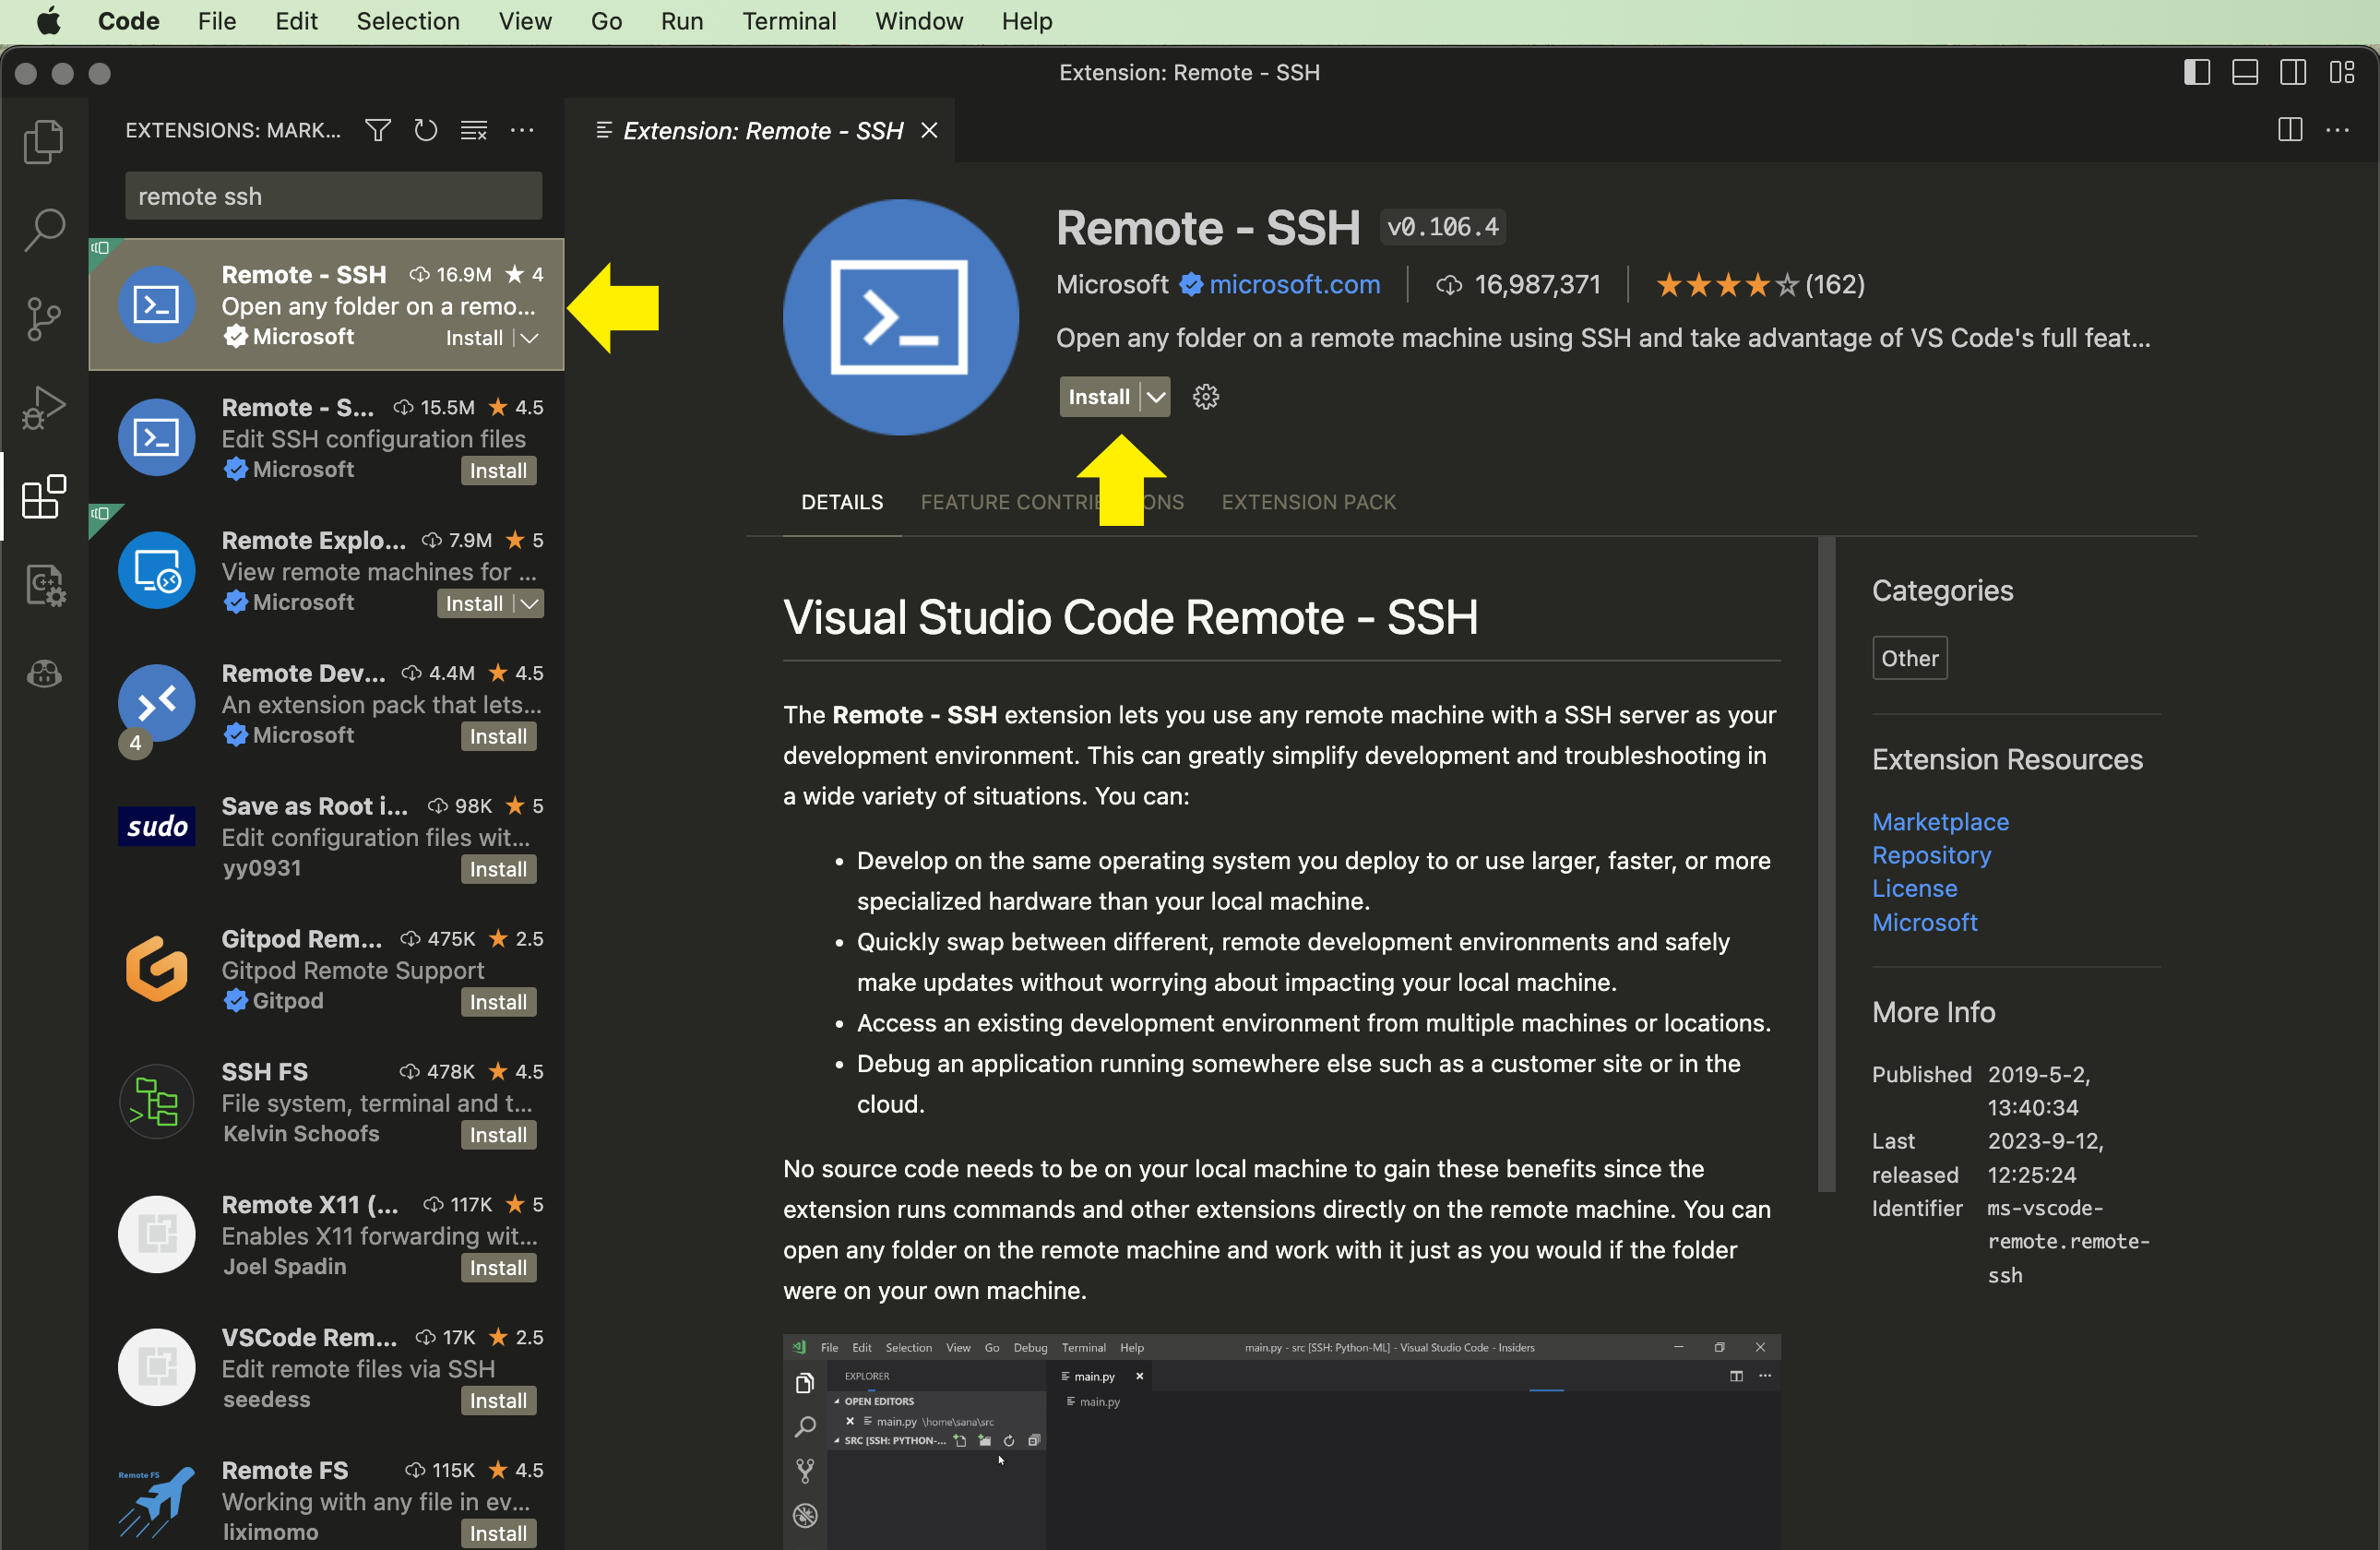 Code File Edit Selection View Go Run Terminal Window Help
Extension: Remote - SSH
EXTENSIONS: MARK...
Extension: Remote - SSH
remote ssh
Remote - SSH 16.9M 4
Open any folder on a remo...
Microsoft Install
Remote - S... 15.5M 4.5
Edit SSH configuration files
Microsoft Install
Remote Explo... 7.9M 5
View remote machines for ...
Microsoft Install
Remote Dev... 4.4M 4.5
An extension pack that lets...
4 Microsoft Install
sudo
Save as Root i... 98K 5
Edit configuration files wit...
yy0931 Install
Gitpod Rem... 475K 2.5
Gitpod Remote Support
Gitpod Install
SSH FS 478K 4.5
File system, terminal and t...
Kelvin Schoofs Install
Remote X11 (... 117K 5
Enables X11 forwarding wit...
Joel Spadin Install
VSCode Rem... 17K 2.5
Edit remote files via SSH
seedess Install
Remote FS
Remote FS 115K 4.5
Working with any file in ev...
liximomo Install
Remote - SSH v0.106.4
Microsoft microsoft.com 16,987,371 (162)
Open any folder on a remote machine using SSH and take advantage of VS Code's full feat...
Install
DETAILS EXTENSION PACK
FEATURE
Visual Studio Code Remote - SSH
The Remote - SSH extension lets you use any remote machine with a SSH server as your
development environment. This can greatly simplify development and troubleshooting in
a wide variety of situations. You can:
• Develop on the same operating system you deploy to or use larger, faster, or more
specialized hardware than your local machine.
• Quickly swap between different, remote development environments and safely
make updates without worrying about impacting your local machine.
• Access an existing development environment from multiple machines or locations.
• Debug an application running somewhere else such as a customer site or in the
cloud.
No source code needs to be on your local machine to gain these benefits since the
extension runs commands and other extensions directly on the remote machine. You can
open any folder on the remote machine and work with it just as you would if the folder
were on your own machine.
File Edit Selection View Go Debug Terminal Help main.py - src [SSH: Python-ML] - Visual Studio Code - Insiders
EXPLORER
main.py
OPEN EDITORS
main.py
main.py \home\sana\src
SRC [SSH: PYTHON-...
Categories
Other
Extension Resources
Marketplace
Repository
License
Microsoft
More Info
Published 2019-5-2,
13:40:34
Last 2023-9-12,
released 12:25:24
Identifier ms-vscode-
remote.remote-
ssh